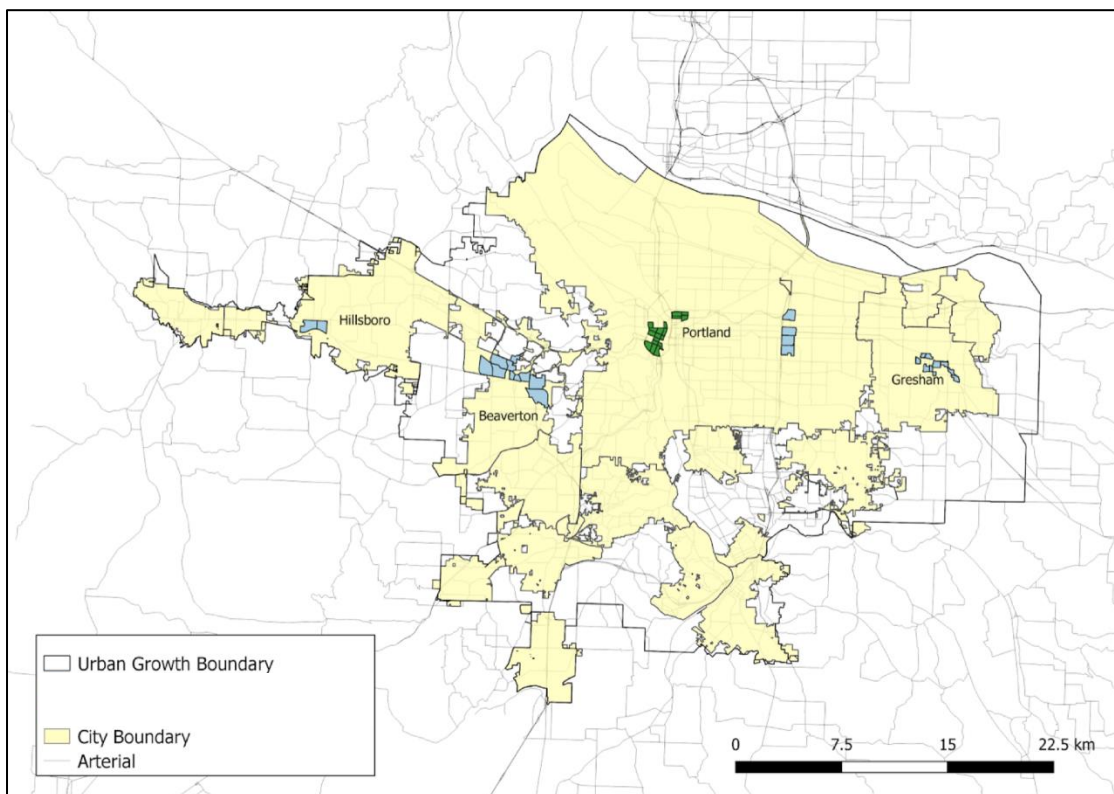 Hillsboro
Portland
Gresham
Beaverton
Urban Growth Boundary
City Boundary
Arterial
0 7.5 15 22.5 km